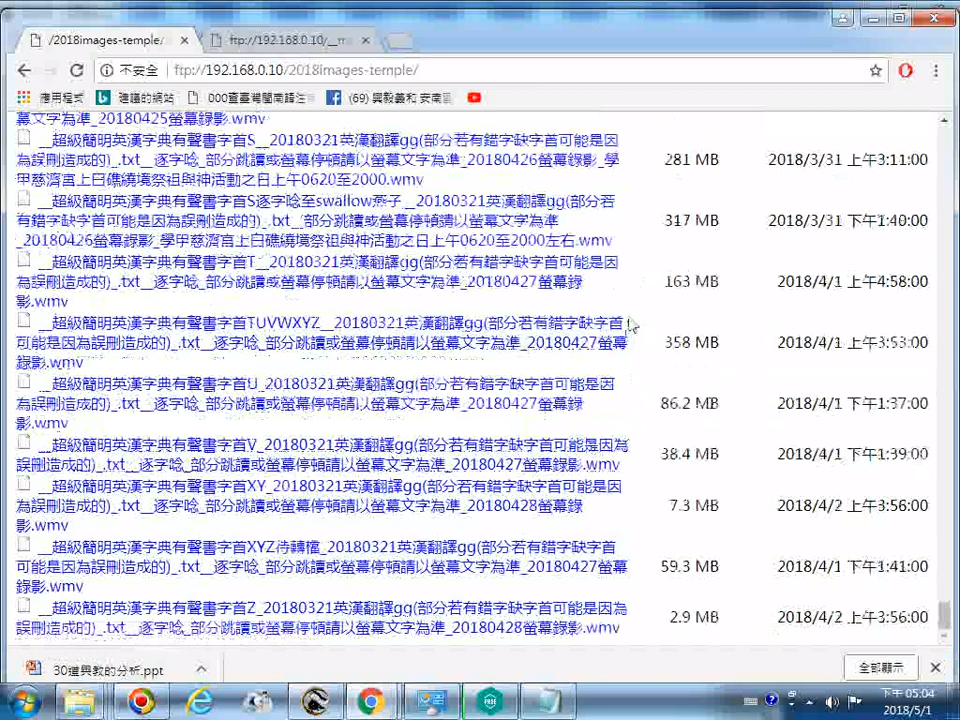 /2018images-temple/
ftp://192.168.0.10/__m
不安全 ftp://192.168.0.10/2018images-temple/
應用程式 建議的網站 000查臺灣閩南語注 (69) 興毅義和 安南
幕文字為準_20180425螢幕錄影.wmv
__超級簡明英漢字典有聲書字首S__20180321英漢翻譯gg(部分若有錯字缺字首可能是因
為誤刪造成的)_.txt__逐字唸_部分跳讀或螢幕停頓請以螢幕文字為準_20180426螢幕錄影_學 281 MB 2018/3/31 上午3:11:00
甲慈濟宮上白礁繞境祭祖與神活動之日上午0620至2000.wmv
__超級簡明英漢字典有聲書字首S逐字唸至swallow燕子_20180321英漢翻譯gg(部分若
有錯字缺字首可能是因為誤刪造成的)_.txt__部分跳讀或螢幕停頓請以螢幕文字為準 317 MB 2018/3/31 下午1:40:00
_20180426螢幕錄影_學甲慈濟宮上白礁繞境祭祖與神活動之日上午0620至2000左右.wmv
__超級簡明英漢字典有聲書字首T__20180321英漢翻譯gg(部分若有錯字缺字首可能是因
為誤刪造成的)_.txt__逐字唸_部分跳讀或螢幕停頓請以螢幕文字為準_20180427螢幕錄 163 MB 2018/4/1 上午4:58:00
影.wmv
__超級簡明英漢字典有聲書字首TUVWXYZ__20180321英漢翻譯gg(部分若有錯字缺字首
可能是因為誤刪造成的)_.txt__逐字唸_部分跳讀或螢幕停頓請以螢幕文字為準_20180427螢幕 358 MB 2018/4/1 下午3:53:00
錄影.wmv
__超級簡明英漢字典有聲書字首U_20180321英漢翻譯gg(部分若有錯字缺字首可能是因
為誤刪造成的)_.txt__逐字唸_部分跳讀或螢幕停頓請以螢幕文字為準_20180427螢幕錄 86.2 MB 2018/4/1 下午1:37:00
影.wmv
__超級簡明英漢字典有聲書字首V_20180321英漢翻譯gg(部分若有錯字缺字首可能是因為
誤刪造成的)_.txt__逐字唸_部分跳讀或螢幕停頓請以螢幕文字為準_20180427螢幕錄影.wmv 38.4 MB 2018/4/1 下午1:39:00
__超級簡明英漢字典有聲書字首XY_20180321英漢翻譯gg(部分若有錯字缺字首可能是因
為誤刪造成的)_.txt__逐字唸_部分跳讀或螢幕停頓請以螢幕文字為準_20180428螢幕錄 7.3 MB 2018/4/2 上午3:56:00
影.wmv
__超級簡明英漢字典有聲書字首XYZ待轉檔_20180321英漢翻譯gg(部分若有錯字缺字首
可能是因為誤刪造成的)_.txt__逐字唸_部分跳讀或螢幕停頓請以螢幕文字為準_20180427螢幕 59.3 MB 2018/4/1 下午1:41:00
錄影.wmv
__超級簡明英漢字典有聲書字首Z_20180321英漢翻譯gg(部分若有錯字缺字首可能是因為
誤刪造成的)_.txt__逐字唸_部分跳讀或螢幕停頓請以螢幕文字為準_20180428螢幕錄影.wmv 2.9 MB 2018/4/2 上午3:56:00
30道興教的分析.ppt 全部顯示
下午 05:04
2018/5/1